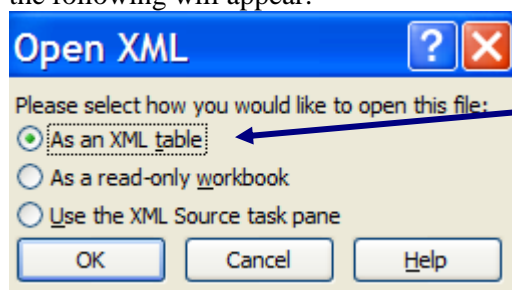 the following will appear:
Open XML ? X
Please select how you would like to open this file:
As an XML table
As a read-only workbook
Use the XML Source task pane
OK Cancel Help